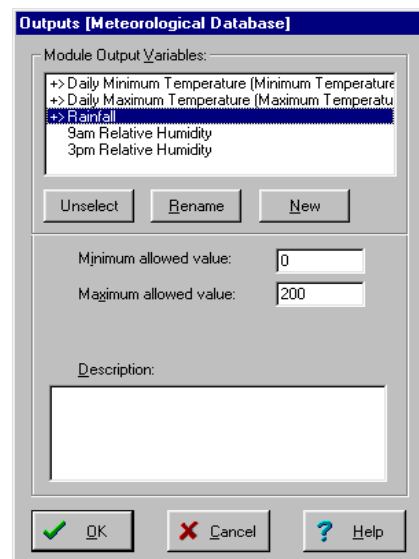 Outputs [Meteorological Database]
Module Output Variables:
+> Daily Minimum Temperature (Minimum Temperature
+> Daily Maximum Temperature (Maximum Temperatu
+> Rainfall
9am Relative Humidity
3pm Relative Humidity
Unselect Rename New
Minimum allowed value: 0
Maximum allowed value: 200
Description:
OK Cancel ? Help